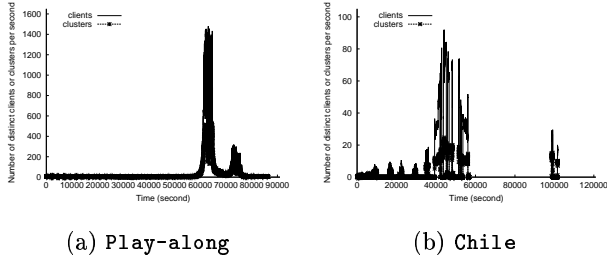 Number of distinct clients or clusters per second
1600
1400
1200
1000
800
600
400
200
0
clients
clusters
0 10000 20000 30000 40000 50000 60000 70000 80000 90000
Time (second)
(a) Play-along
Number of distinct clients or clusters per second
100
80
60
40
20
0
clients
clusters
0 20000 40000 60000 80000 100000 120000
Time (second)
(b) Chile